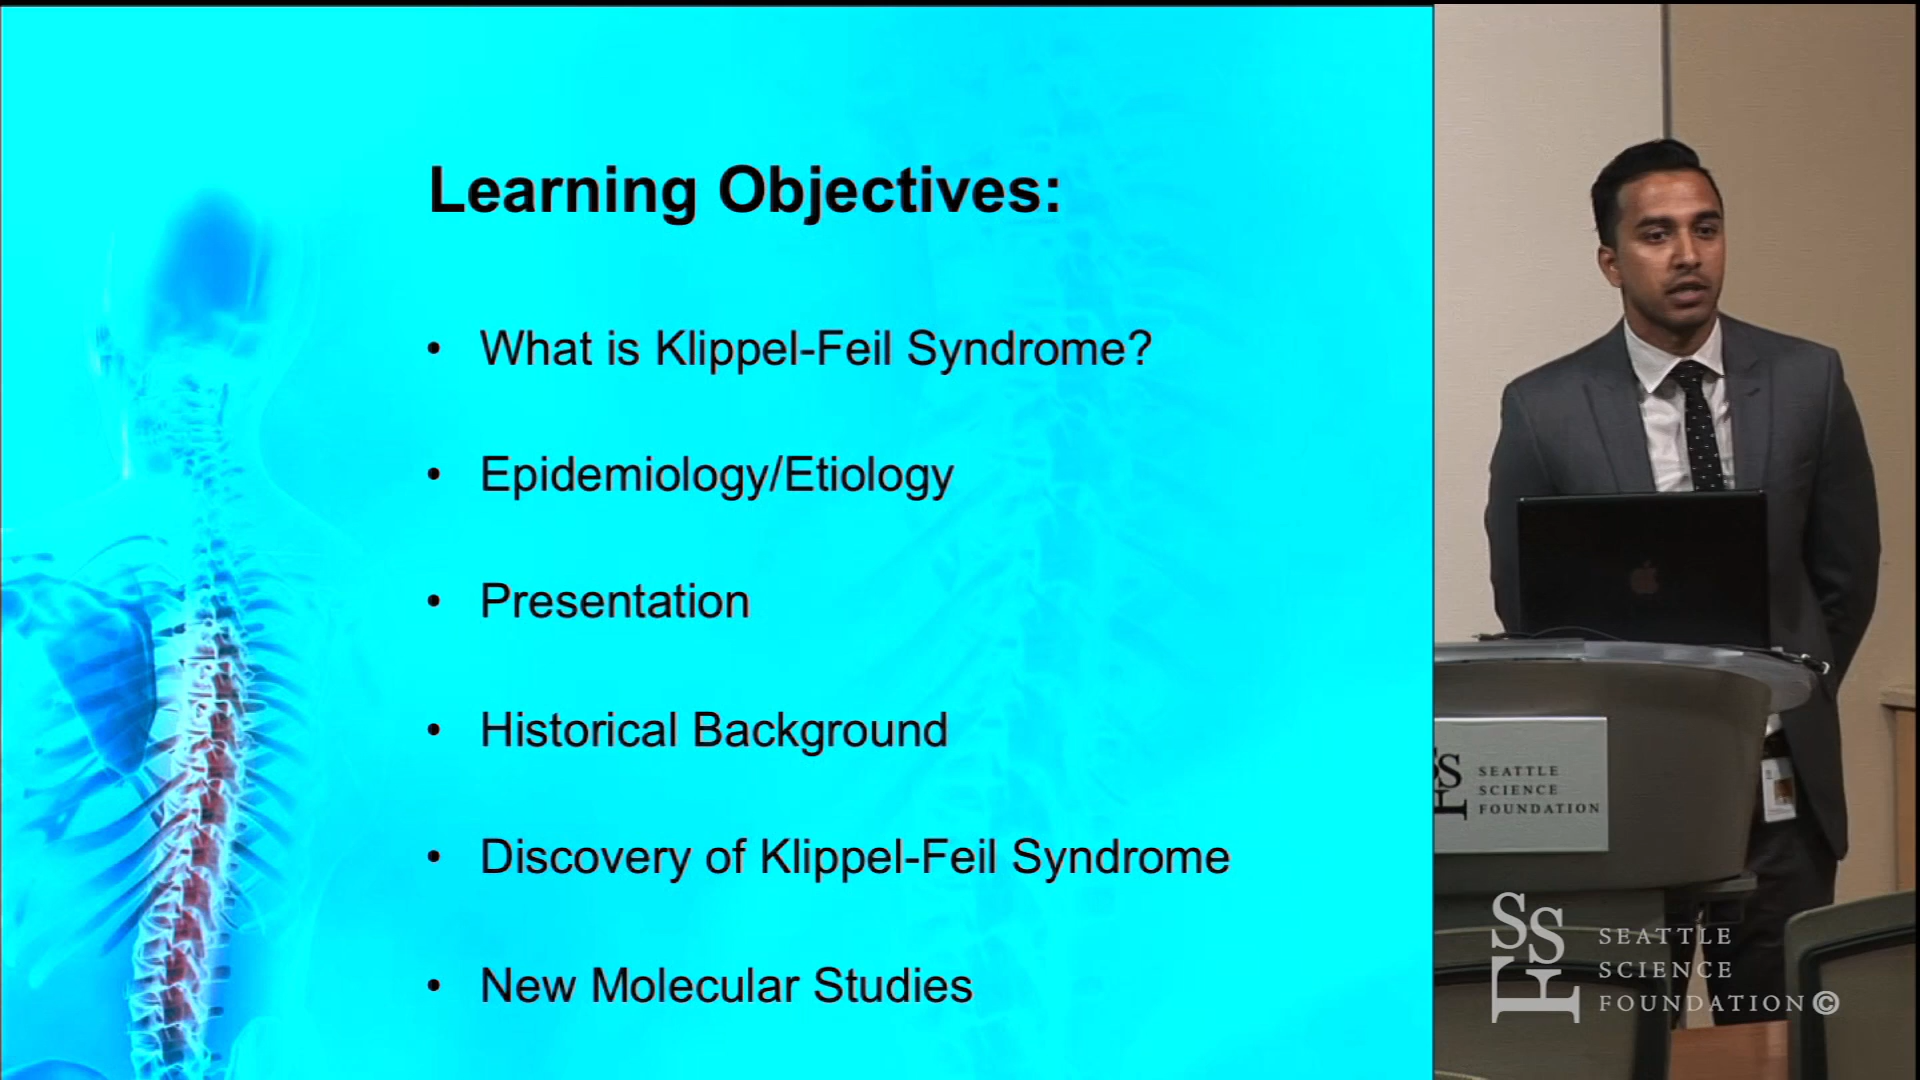 Learning Objectives:
• What is Klippel-Feil Syndrome?
• Epidemiology/Etiology
• Presentation
• Historical Background
• Discovery of Klippel-Feil Syndrome
• New Molecular Studies
SEATTLE
SCIENCE
FOUNDATION
SSF
SEATTLE
SCIENCE
FOUNDATION©